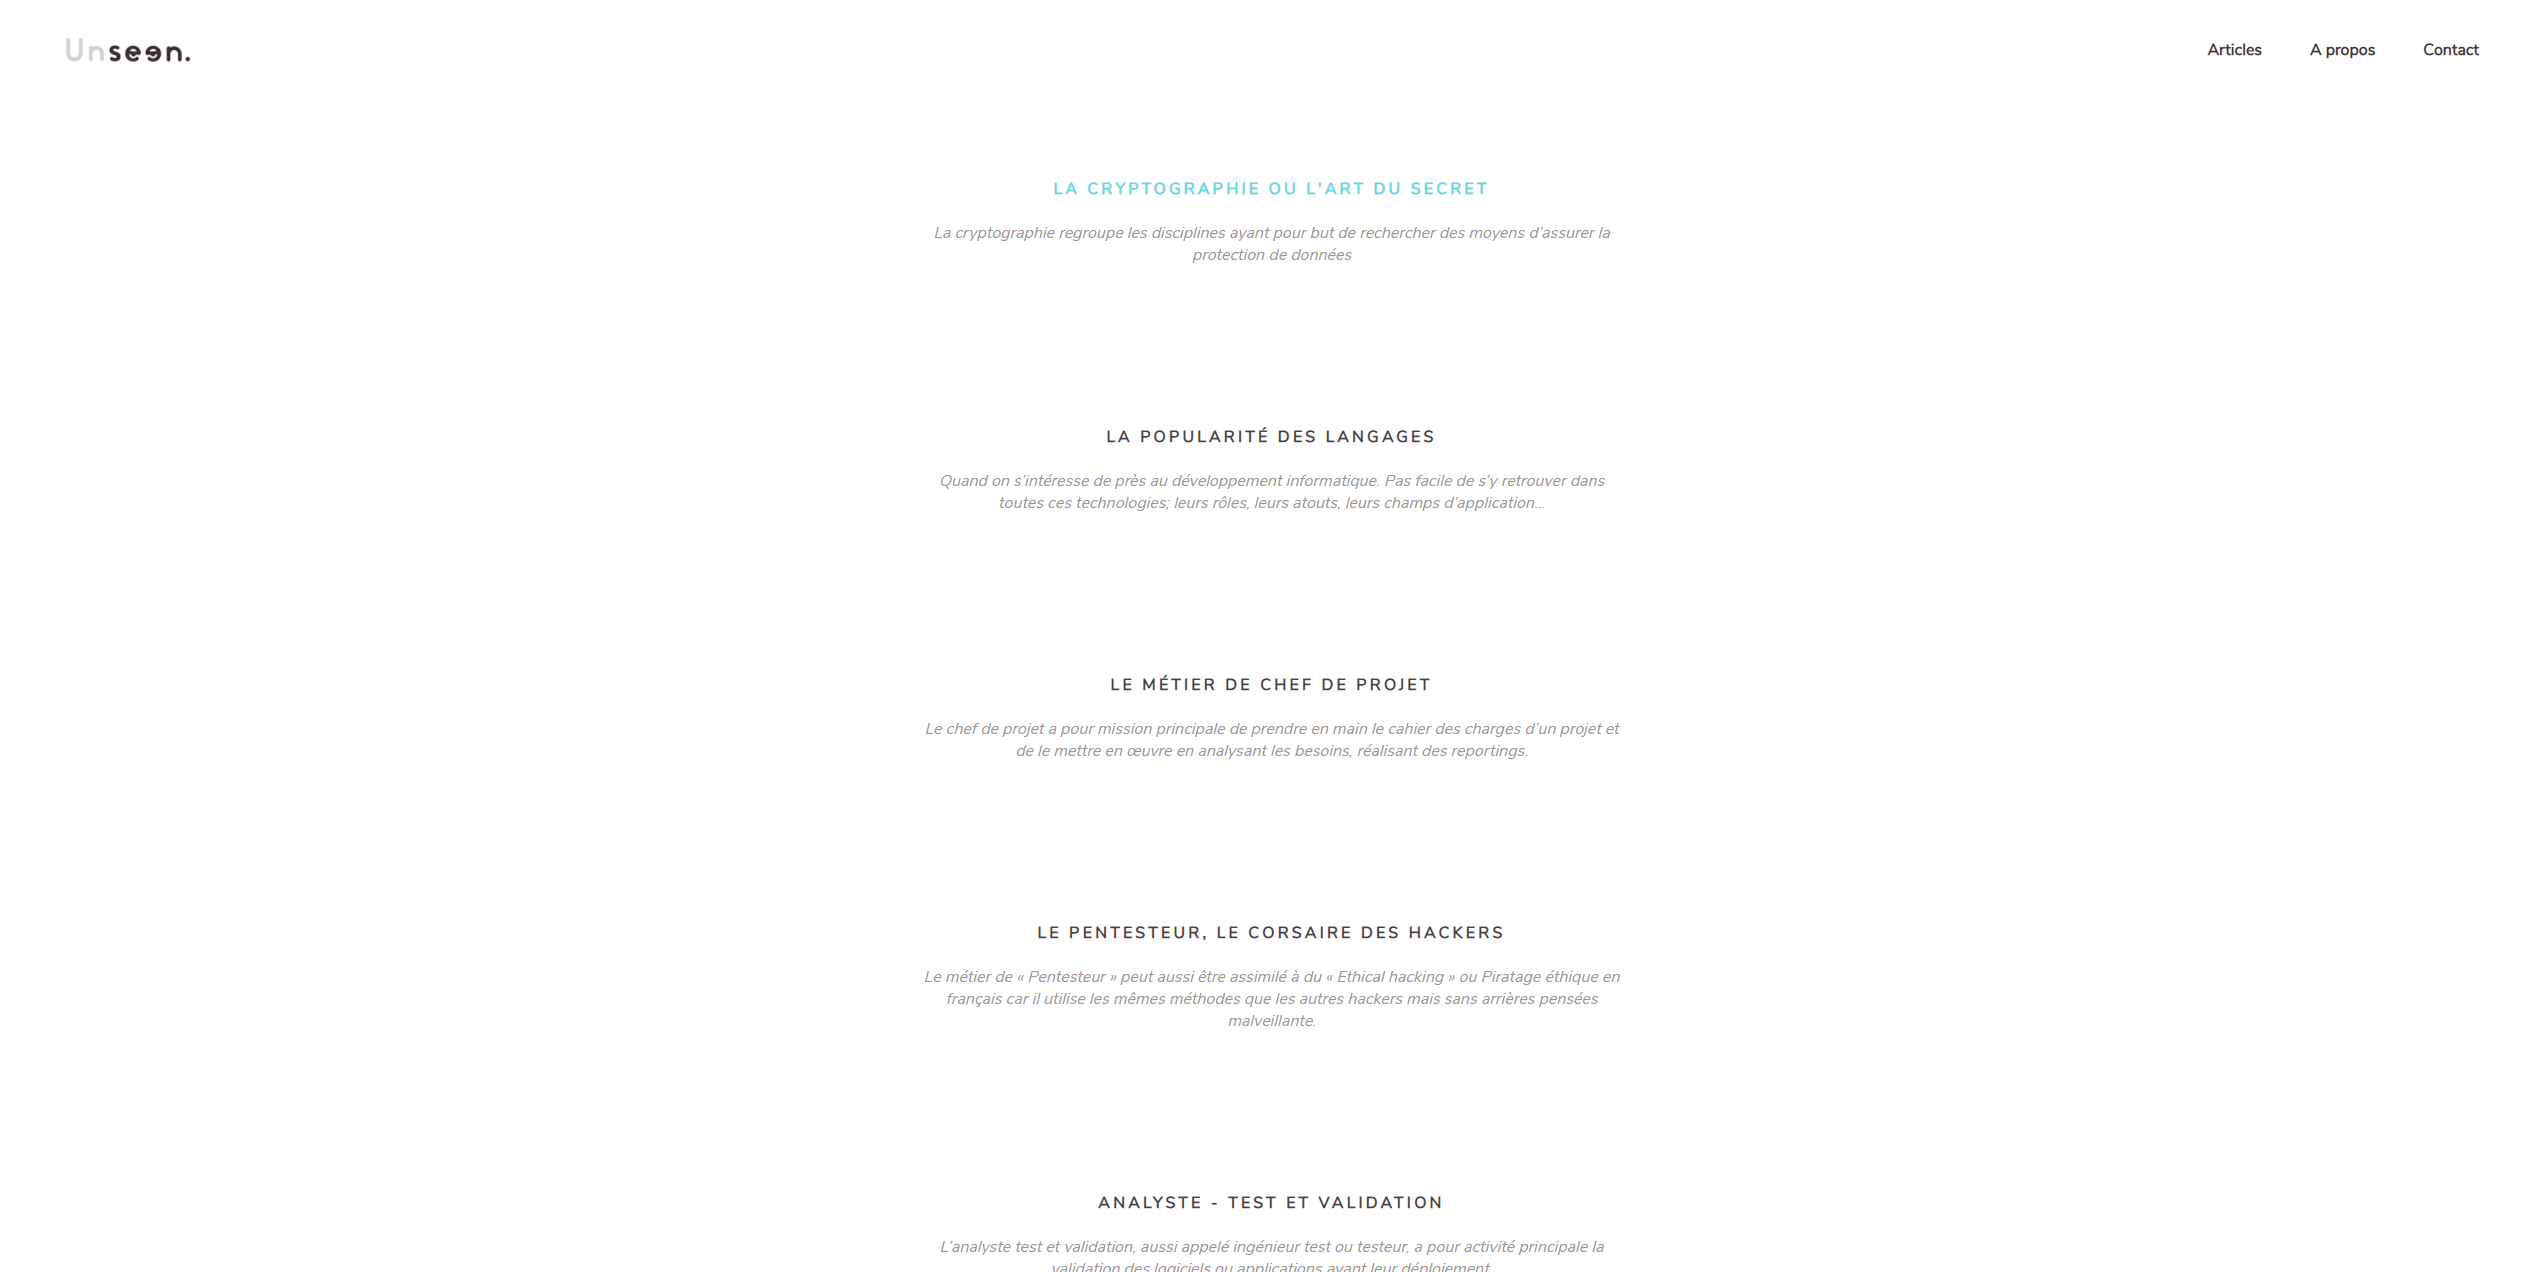 Unseen.
Articles
A propos
Contact
LA CRYPTOGRAPHIE OU L'ART DU SECRET
La cryptographie regroupe les disciplines ayant pour but de rechercher des moyens d’assurer la
protection de données
LA POPULARITÉ DES LANGAGES
Quand on s’intéresse de près au développement informatique. Pas facile de s’y retrouver dans
toutes ces technologies; leurs rôles, leurs atouts, leurs champs d’application…
LE MÉTIER DE CHEF DE PROJET
Le chef de projet a pour mission principale de prendre en main le cahier des charges d’un projet et
de le mettre en œuvre en analysant les besoins, réalisant des reportings.
LE PENTESTEUR, LE CORSAIRE DES HACKERS
Le métier de « Pentesteur » peut aussi être assimilé à du « Ethical hacking » ou Piratage éthique en
français car il utilise les mêmes méthodes que les autres hackers mais sans arrières pensées
malveillante.
ANALYSTE - TEST ET VALIDATION
L’analyste test et validation, aussi appelé ingénieur test ou testeur, a pour activité principale la
validation des logiciels ou applications avant leur déploiement